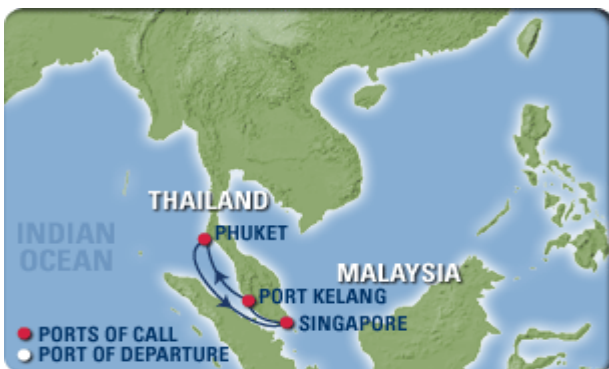 THAILAND
PHUKET
INDIAN
OCEAN
MALAYSIA
PORT KELANG
SINGAPORE
PORTS OF CALL
PORT OF DEPARTURE